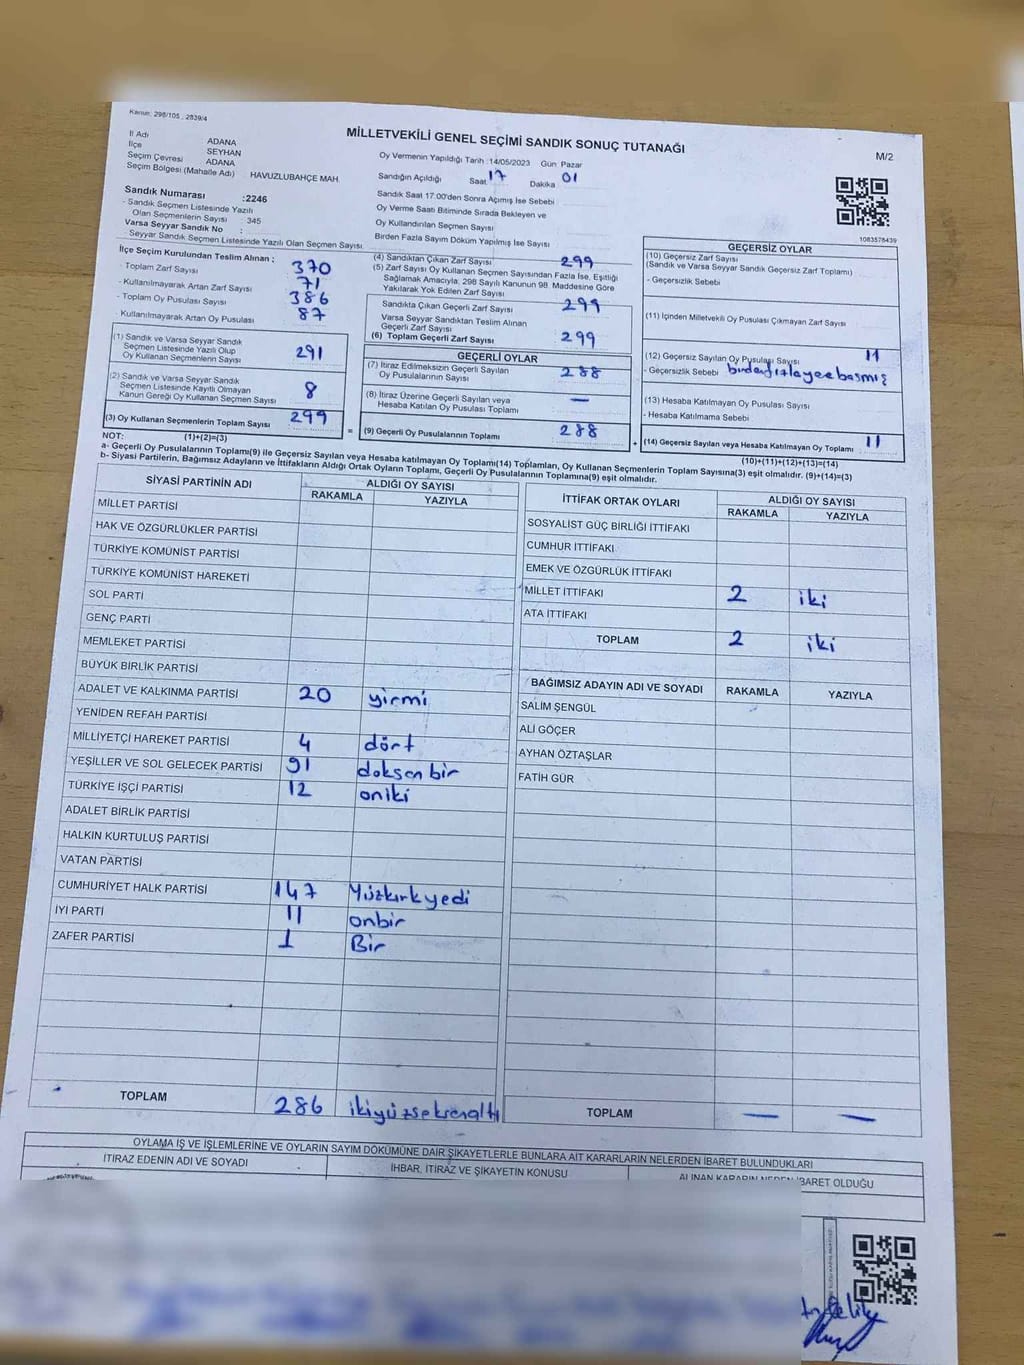 Kanun: 298/105 , 2839/4
MİLLETVEKİLİ GENEL SEÇİMİ SANDIK SONUÇ TUTANAĞI
M/2
İl Adı ADANA
İlçe SEYHAN
Seçim Çevresi ADANA
Seçim Bölgesi (Mahalle Adı) HAVUZLUBAHÇE MAH.
Sandık Numarası :2246
- Sandık Seçmen Listesinde Yazılı
Olan Seçmenlerin Sayısı : 345
Varsa Seyyar Sandık No :
Seyyar Sandık Seçmen Listesinde Yazılı Olan Seçmen Sayısı
Oy Vermenin Yapıldığı Tarih :14/05/2023 Gün Pazar
Sandığın Açıldığı Saat 17 Dakika 01
Sandık Saat 17.00'den Sonra Açımış İse Sebebi
Oy Verme Saati Bitiminde Sırada Bekleyen ve
Oy Kullandırılan Seçmen Sayısı
Birden Fazla Sayım Döküm Yapılmış İse Sayısı
1083578439
İlçe Seçim Kurulundan Teslim Alınan ;
- Toplam Zarf Sayısı 370
- Kullanılmayarak Artan Zarf Sayısı 71
- Toplam Oy Pusulası Sayısı 386
- Kullanılmayarak Artan Oy Pusulası 87
(1) Sandık ve Varsa Seyyar Sandık
Seçmen Listesinde Yazılı Olup
Oy Kullanan Seçmenlerin Sayısı 291
(2) Sandık ve Varsa Seyyar Sandık
Seçmen Listesinde Kayıtlı Olmayan
Kanun Gereği Oy Kullanan Seçmen Sayısı 8
(3) Oy Kullanan Seçmenlerin Toplam Sayısı 299
(4) Sandıktan Çıkan Zarf Sayısı 299
(5) Zarf Sayısı Oy Kullanan Seçmen Sayısından Fazla İse, Eşitliği
Sağlamak Amacıyla, 298 Sayılı Kanunun 98. Maddesine Göre
Yakılarak Yok Edilen Zarf Sayısı
Sandıkta Çıkan Geçerli Zarf Sayısı 299
Varsa Seyyar Sandıktan Teslim Alınan
Geçerli Zarf Sayısı
(6) Toplam Geçerli Zarf Sayısı 299
GEÇERLİ OYLAR
(7) İtiraz Edilmeksizin Geçerli Sayılan
Oy Pusulalarının Sayısı 288
(8) İtiraz Üzerine Geçerli Sayılan veya
Hesaba Katılan Oy Pusulası Toplamı —
= (9) Geçerli Oy Pusulalarının Toplamı 288
GEÇERSİZ OYLAR
(10) Geçersiz Zarf Sayısı
(Sandık ve Varsa Seyyar Sandık Geçersiz Zarf Toplamı)
- Geçersizlik Sebebi
(11) İçinden Milletvekili Oy Pusulası Çıkmayan Zarf Sayısı
(12) Geçersiz Sayılan Oy Pusulası Sayısı 11
- Geçersizlik Sebebi
(13) Hesaba Katılmayan Oy Pusulası Sayısı
- Hesaba Katılmama Sebebi
+ (14) Geçersiz Sayılan veya Hesaba Katılmayan Oy Toplamı 11
NOT: (1)+(2)=(3)
(10)+(11)+(12)+(13)=(14)
a- Geçerli Oy Pusulalarının Toplamı(9) ile Geçersiz Sayılan veya Hesaba katılmayan Oy Toplamı(14) Toplamları, Oy Kullanan Seçmenlerin Toplam Sayısına(3) eşit olmalıdır. (9)+(14)=(3)
b- Siyasi Partilerin, Bağımsız Adayların ve İttifakların Aldığı Ortak Oyların Toplamı, Geçerli Oy Pusulalarının Toplamına(9) eşit olmalıdır.
SİYASİ PARTİNİN ADI ALDIĞI OY SAYISI
RAKAMLA YAZIYLA
MİLLET PARTİSİ
HAK VE ÖZGÜRLÜKLER PARTİSİ
TÜRKİYE KOMÜNİST PARTİSİ
TÜRKİYE KOMÜNİST HAREKETİ
SOL PARTİ
GENÇ PARTİ
MEMLEKET PARTİSİ
BÜYÜK BİRLİK PARTİSİ
ADALET VE KALKINMA PARTİSİ 20 yirmi
YENİDEN REFAH PARTİSİ
MİLLİYETÇİ HAREKET PARTİSİ 4 dört
YEŞİLLER VE SOL GELECEK PARTİSİ 91 doksen bir
TÜRKİYE İŞÇİ PARTİSİ 12 oniki
ADALET BİRLİK PARTİSİ
HALKIN KURTULUŞ PARTİSİ
VATAN PARTİSİ
CUMHURİYET HALK PARTİSİ 147 Yüzkırkyedi
İYİ PARTİ 11 onbir
ZAFER PARTİSİ 1 Bir
TOPLAM 286 ikiyüzseksenaltı
İTTİFAK ORTAK OYLARI ALDIĞI OY SAYISI
RAKAMLA YAZIYLA
SOSYALİST GÜÇ BİRLİĞİ İTTİFAKI
CUMHUR İTTİFAKI
EMEK VE ÖZGÜRLÜK İTTİFAKI
MİLLET İTTİFAKI 2 iki
ATA İTTİFAKI
TOPLAM 2 iki
BAĞIMSIZ ADAYIN ADI VE SOYADI RAKAMLA YAZIYLA
SALİM ŞENGÜL
ALİ GÖÇER
AYHAN ÖZTAŞLAR
FATİH GÜR
TOPLAM — —
OYLAMA İŞ VE İŞLEMLERİNE VE OYLARIN SAYIM DÖKÜMÜNE DAİR ŞİKAYETLERLE BUNLARA AİT KARARLARIN NELERDEN İBARET BULUNDUKLARI
İTİRAZ EDENİN ADI VE SOYADI
İHBAR, İTİRAZ VE ŞİKAYETİN KONUSU
ALINAN KARARIN NEDEN İBARET OLDUĞU